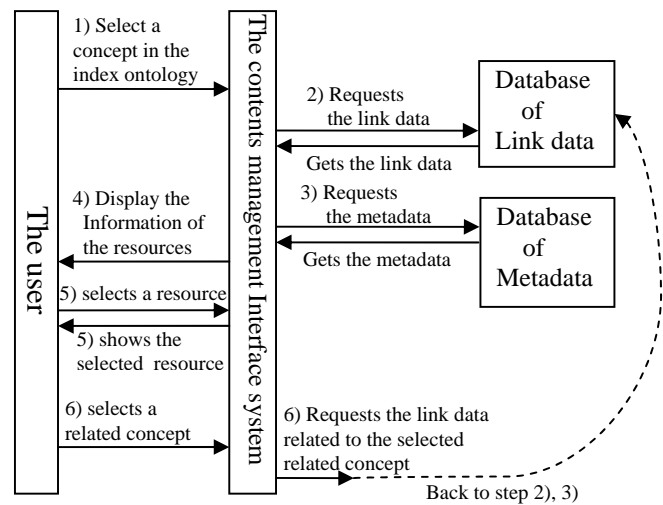 The user
1) Select a
concept in the
index ontology
4) Display the
Information of
the resources
5) selects a resource
5) shows the
selected resource
6) selects a
related concept
The contents management Interface system
2) Requests
the link data
Gets the link data
3) Requests
the metadata
Gets the metadata
6) Requests the link data
related to the selected
related concept
Back to step 2), 3)
Database
of
Link data
Database
of
Metadata